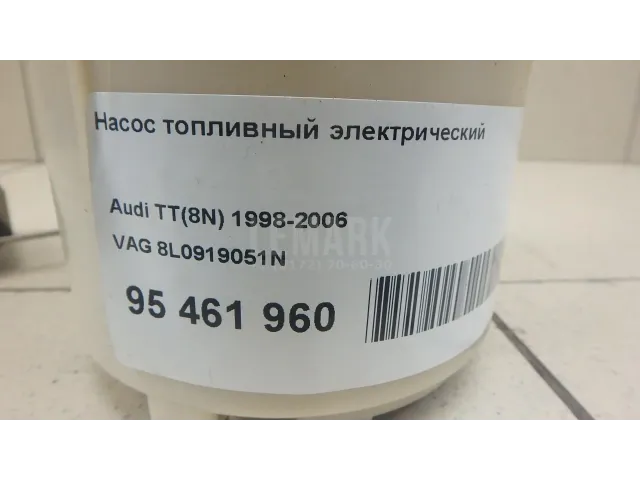 Насос топливный электрический
Audi TT(8N) 1998-2006
VAG 8L0919051N
95 461 960